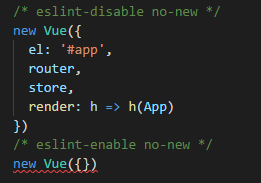 /* eslint-disable no-new */
new Vue({
  el: '#app',
  router,
  store,
  render: h => h(App)
})
/* eslint-enable no-new */
new Vue({})